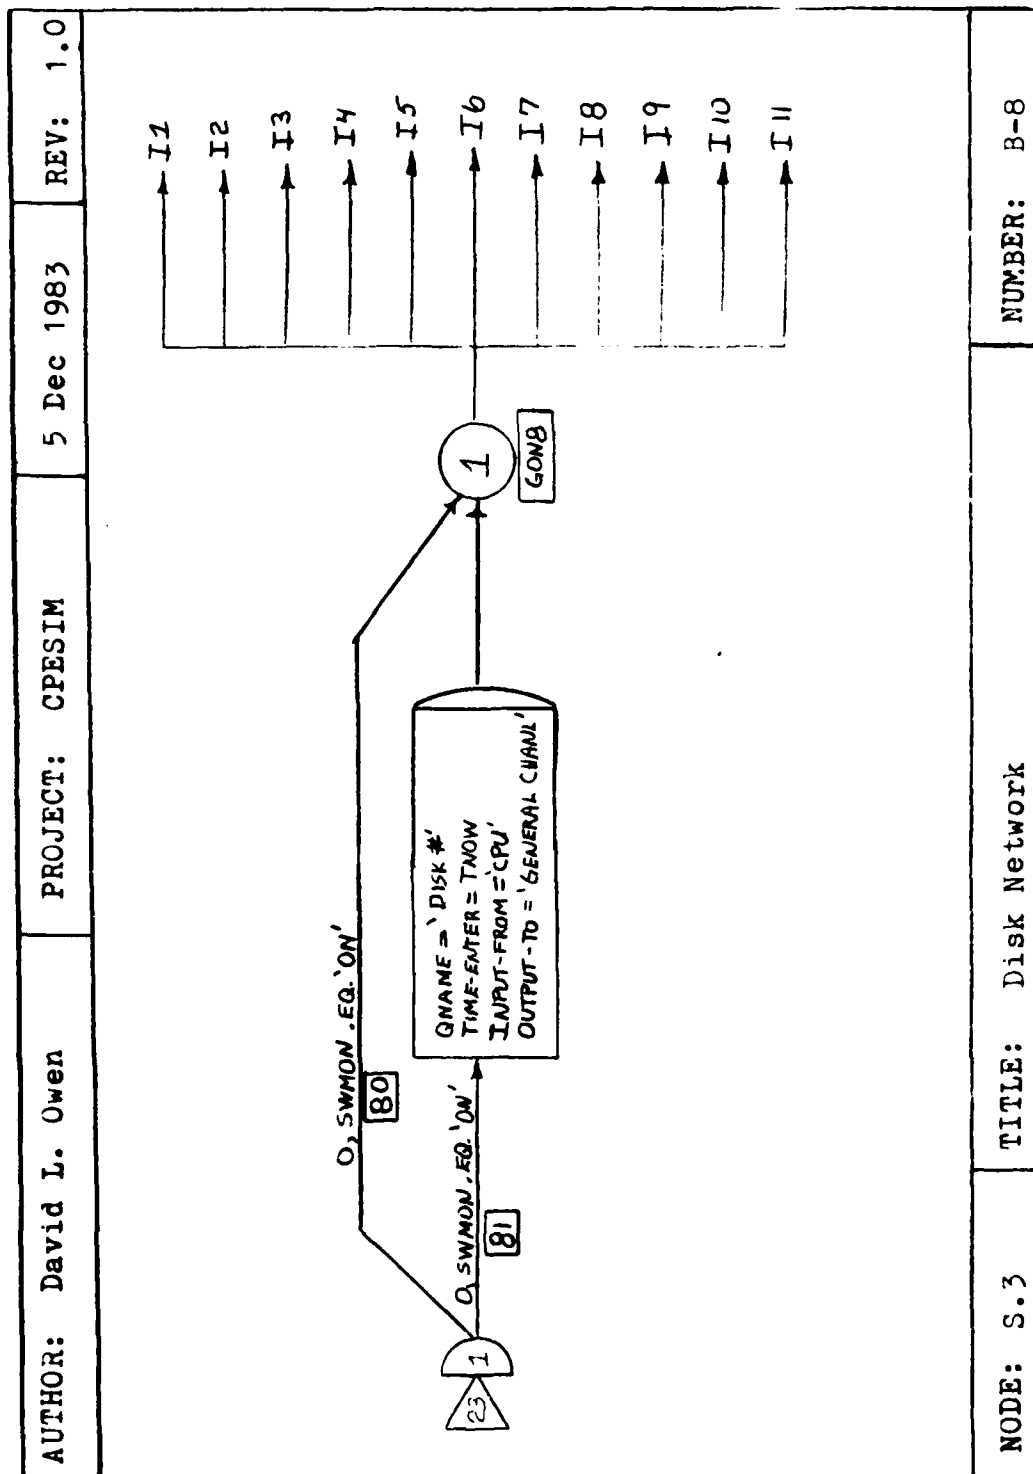 AUTHOR: David L. Owen
PROJECT: CPESIM
5 Dec 1983
REV: 1.0
23
1
0, SWMON.EQ.'ON'
80
0, SWMON.EQ.'ON'
81
QNAME = 'DISK #'
TIME-ENTER = TNOW
INPUT-FROM = 'CPU'
OUTPUT-TO = 'GENERAL CHANL'
1
GON8
I1
I2
I3
I4
I5
I6
I7
I8
I9
I10
I11
NODE: S.3
TITLE: Disk Network
NUMBER: B-8